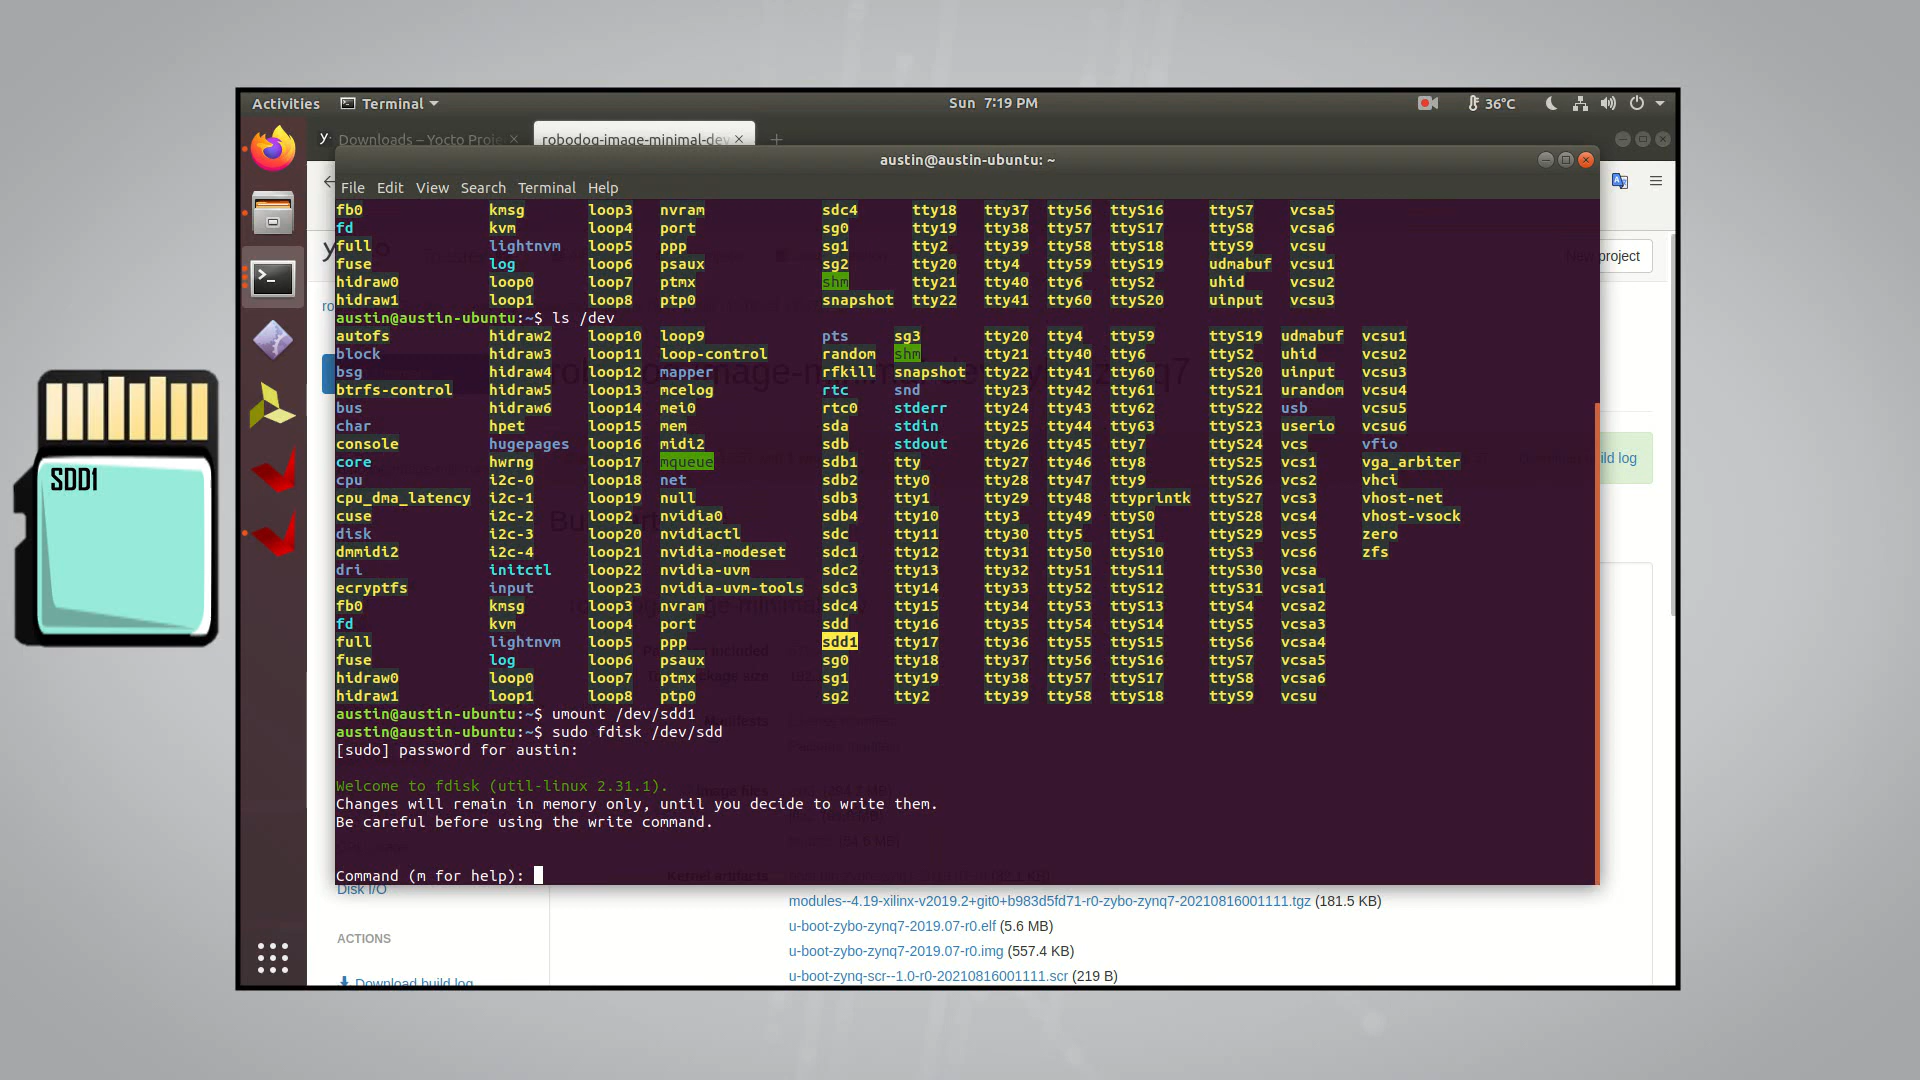 Activities Terminal Sun 7:19 PM 36°C
Downloads – Yocto Proje robodog-image-minimal-dev
austin@austin-ubuntu: ~
File Edit View Search Terminal Help
fb0 kmsg loop3 nvram sdc4 tty18 tty37 tty56 ttyS16 ttyS7 vcsa5
fd kvm loop4 port sg0 tty19 tty38 tty57 ttyS17 ttyS8 vcsa6
full lightnvm loop5 ppp sg1 tty2 tty39 tty58 ttyS18 ttyS9 vcsu
fuse log loop6 psaux sg2 tty20 tty4 tty59 ttyS19 udmabuf vcsu1
hidraw0 loop0 loop7 ptmx shm tty21 tty40 tty6 ttyS2 uhid vcsu2
hidraw1 loop1 loop8 ptp0 snapshot tty22 tty41 tty60 ttyS20 uinput vcsu3
austin@austin-ubuntu:~$ ls /dev
autofs hidraw2 loop10 loop9 pts sg3 tty20 tty4 tty59 ttyS19 udmabuf vcsu1
block hidraw3 loop11 loop-control random shm tty21 tty40 tty6 ttyS2 uhid vcsu2
bsg hidraw4 loop12 mapper rfkill snapshot tty22 tty41 tty60 ttyS20 uinput vcsu3
btrfs-control hidraw5 loop13 mcelog rtc snd tty23 tty42 tty61 ttyS21 urandom vcsu4
bus hidraw6 loop14 mei0 rtc0 stderr tty24 tty43 tty62 ttyS22 usb vcsu5
char hpet loop15 mem sda stdin tty25 tty44 tty63 ttyS23 userio vcsu6
console hugepages loop16 midi2 sdb stdout tty26 tty45 tty7 ttyS24 vcs vfio
core hwrng loop17 mqueue sdb1 tty tty27 tty46 tty8 ttyS25 vcs1 vga_arbiter
cpu i2c-0 loop18 net sdb2 tty0 tty28 tty47 tty9 ttyS26 vcs2 vhci
cpu_dma_latency i2c-1 loop19 null sdb3 tty1 tty29 tty48 ttyprintk ttyS27 vcs3 vhost-net
cuse i2c-2 loop2 nvidia0 sdb4 tty10 tty3 tty49 ttyS0 ttyS28 vcs4 vhost-vsock
disk i2c-3 loop20 nvidiactl sdc tty11 tty30 tty5 ttyS1 ttyS29 vcs5 zero
dmmidi2 i2c-4 loop21 nvidia-modeset sdc1 tty12 tty31 tty50 ttyS10 ttyS3 vcs6 zfs
dri initctl loop22 nvidia-uvm sdc2 tty13 tty32 tty51 ttyS11 ttyS30 vcsa
ecryptfs input loop23 nvidia-uvm-tools sdc3 tty14 tty33 tty52 ttyS12 ttyS31 vcsa1
fb0 kmsg loop3 nvram sdc4 tty15 tty34 tty53 ttyS13 ttyS4 vcsa2
fd kvm loop4 port sdd tty16 tty35 tty54 ttyS14 ttyS5 vcsa3
full lightnvm loop5 ppp sdd1 tty17 tty36 tty55 ttyS15 ttyS6 vcsa4
fuse log loop6 psaux sg0 tty18 tty37 tty56 ttyS16 ttyS7 vcsa5
hidraw0 loop0 loop7 ptmx sg1 tty19 tty38 tty57 ttyS17 ttyS8 vcsa6
hidraw1 loop1 loop8 ptp0 sg2 tty2 tty39 tty58 ttyS18 ttyS9 vcsu
austin@austin-ubuntu:~$ umount /dev/sdd1
austin@austin-ubuntu:~$ sudo fdisk /dev/sdd
[sudo] password for austin:
Welcome to fdisk (util-linux 2.31.1).
Changes will remain in memory only, until you decide to write them.
Be careful before using the write command.
Command (m for help):
New project
SDD1
Disk I/O
modules--4.19-xilinx-v2019.2+git0+b983d5fd71-r0-zybo-zynq7-20210816001111.tgz (181.5 KB)
u-boot-zybo-zynq7-2019.07-r0.elf (5.6 MB)
ACTIONS
u-boot-zybo-zynq7-2019.07-r0.img (557.4 KB)
u-boot-zynq-scr--1.0-r0-20210816001111.scr (219 B)
Download build log